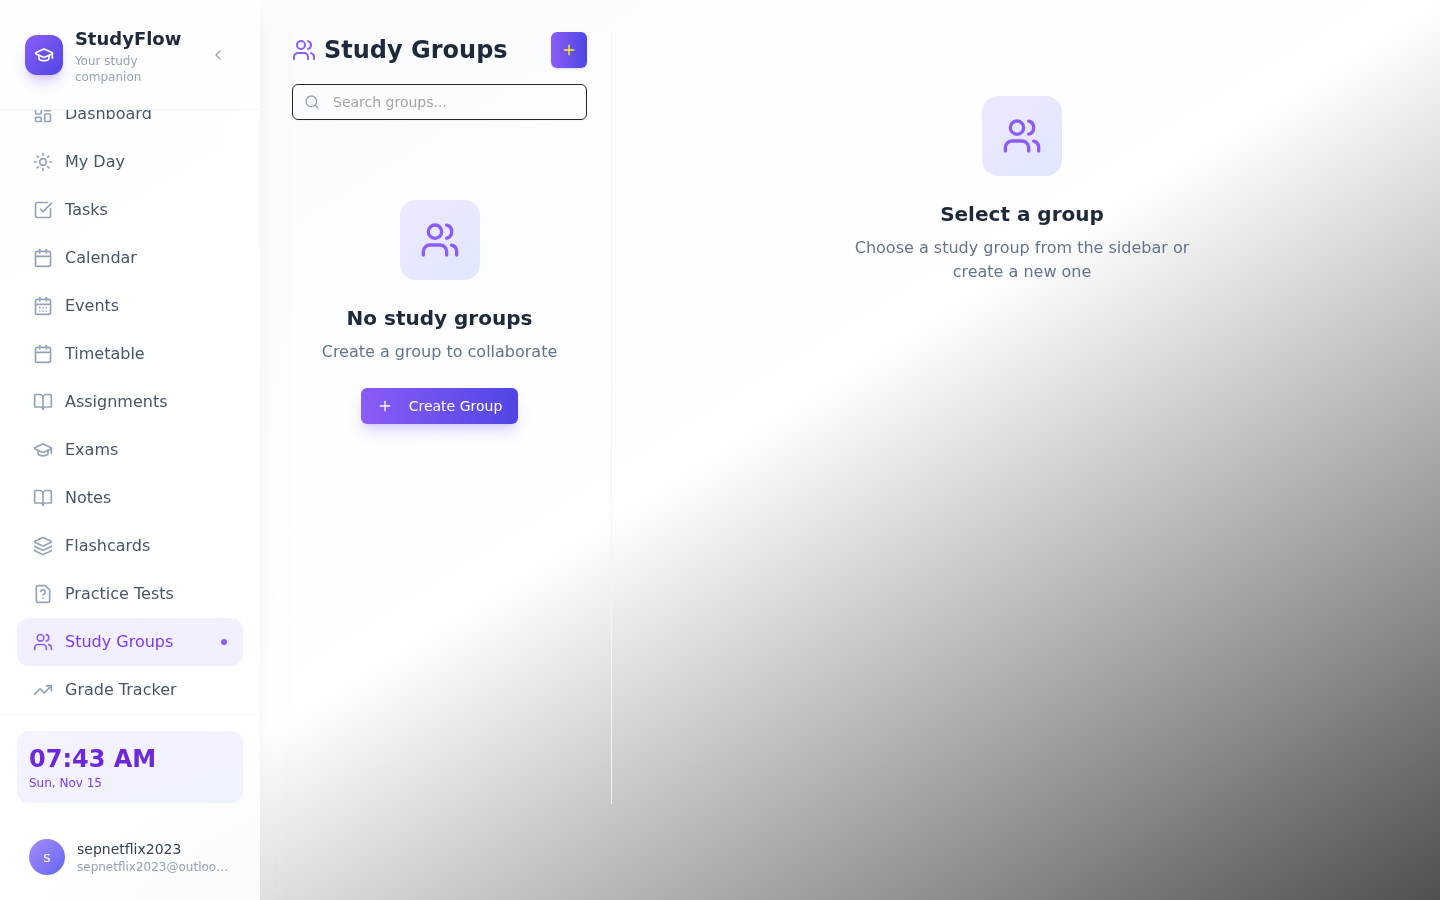 StudyFlow
Your study
companion
Dashboard
My Day
Tasks
Calendar
Events
Timetable
Assignments
Exams
Notes
Flashcards
Practice Tests
Study Groups
Grade Tracker
07:43 AM
Sun, Nov 15
s
sepnetflix2023
sepnetflix2023@outloo...
Study Groups
Search groups...
No study groups
Create a group to collaborate
Create Group
Select a group
Choose a study group from the sidebar or
create a new one